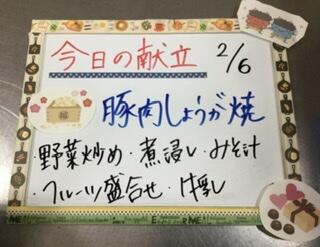 今日の献立 2/6
豚肉しょうが焼
・野菜炒め・煮浸し・みそ汁
・フルーツ盛合せ・牛乳